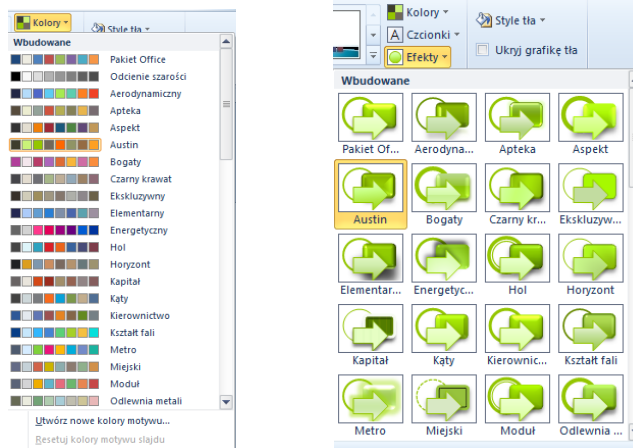 Kolory
Style tła
Wbudowane
Pakiet Office
Odcienie szarości
Aerodynamiczny
Apteka
Aspekt
Austin
Bogaty
Czarny krawat
Ekskluzywny
Elementarny
Energetyczny
Hol
Horyzont
Kapitał
Kąty
Kierownictwo
Kształt fali
Metro
Miejski
Moduł
Odlewnia metali
Utwórz nowe kolory motywu...
Resetuj kolory motywu slajdu
Kolory
Style tła
A Czcionki
Efekty
Ukryj grafikę tła
Wbudowane
Pakiet Of... Aerodyna... Apteka Aspekt
Austin Bogaty Czarny kr... Ekskluzyw...
Elementar... Energetyc... Hol Horyzont
Kapitał Kąty Kierownic... Kształt fali
Metro Miejski Moduł Odlewnia ...